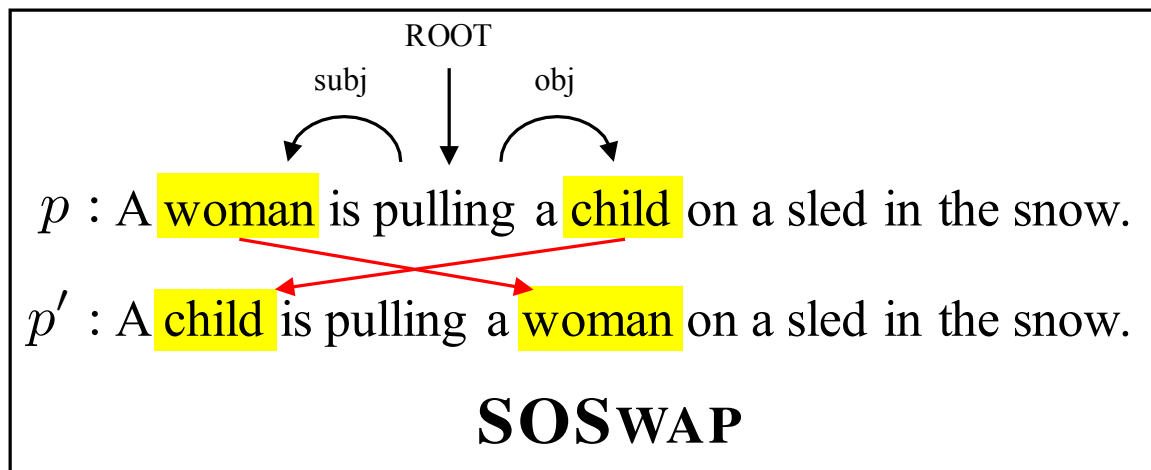 ROOT
subj obj
p : A woman is pulling a child on a sled in the snow.
p′ : A child is pulling a woman on a sled in the snow.
SOSWAP